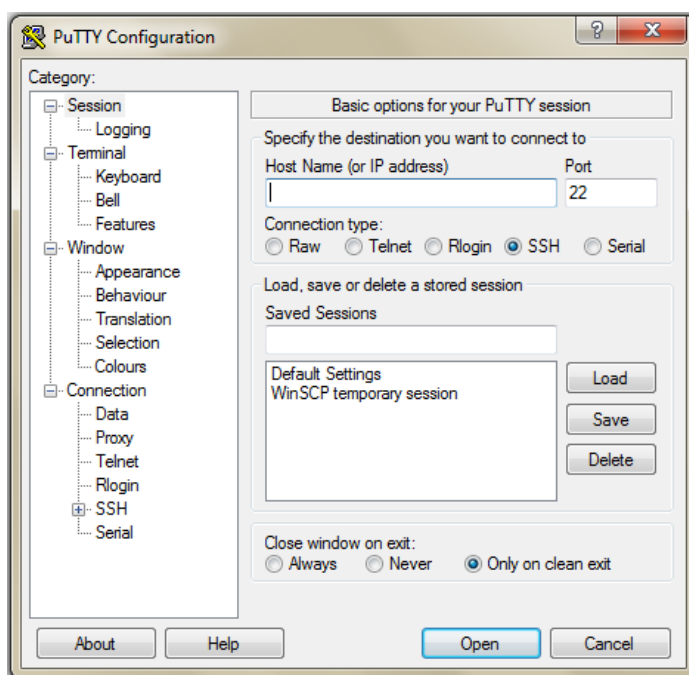 PuTTY Configuration
Category:
Session
Logging
Terminal
Keyboard
Bell
Features
Window
Appearance
Behaviour
Translation
Selection
Colours
Connection
Data
Proxy
Telnet
Rlogin
SSH
Serial
Basic options for your PuTTY session
Specify the destination you want to connect to
Host Name (or IP address) Port
22
Connection type:
Raw Telnet Rlogin SSH Serial
Load, save or delete a stored session
Saved Sessions
Default Settings
WinSCP temporary session
Load
Save
Delete
Close window on exit:
Always Never Only on clean exit
About Help Open Cancel